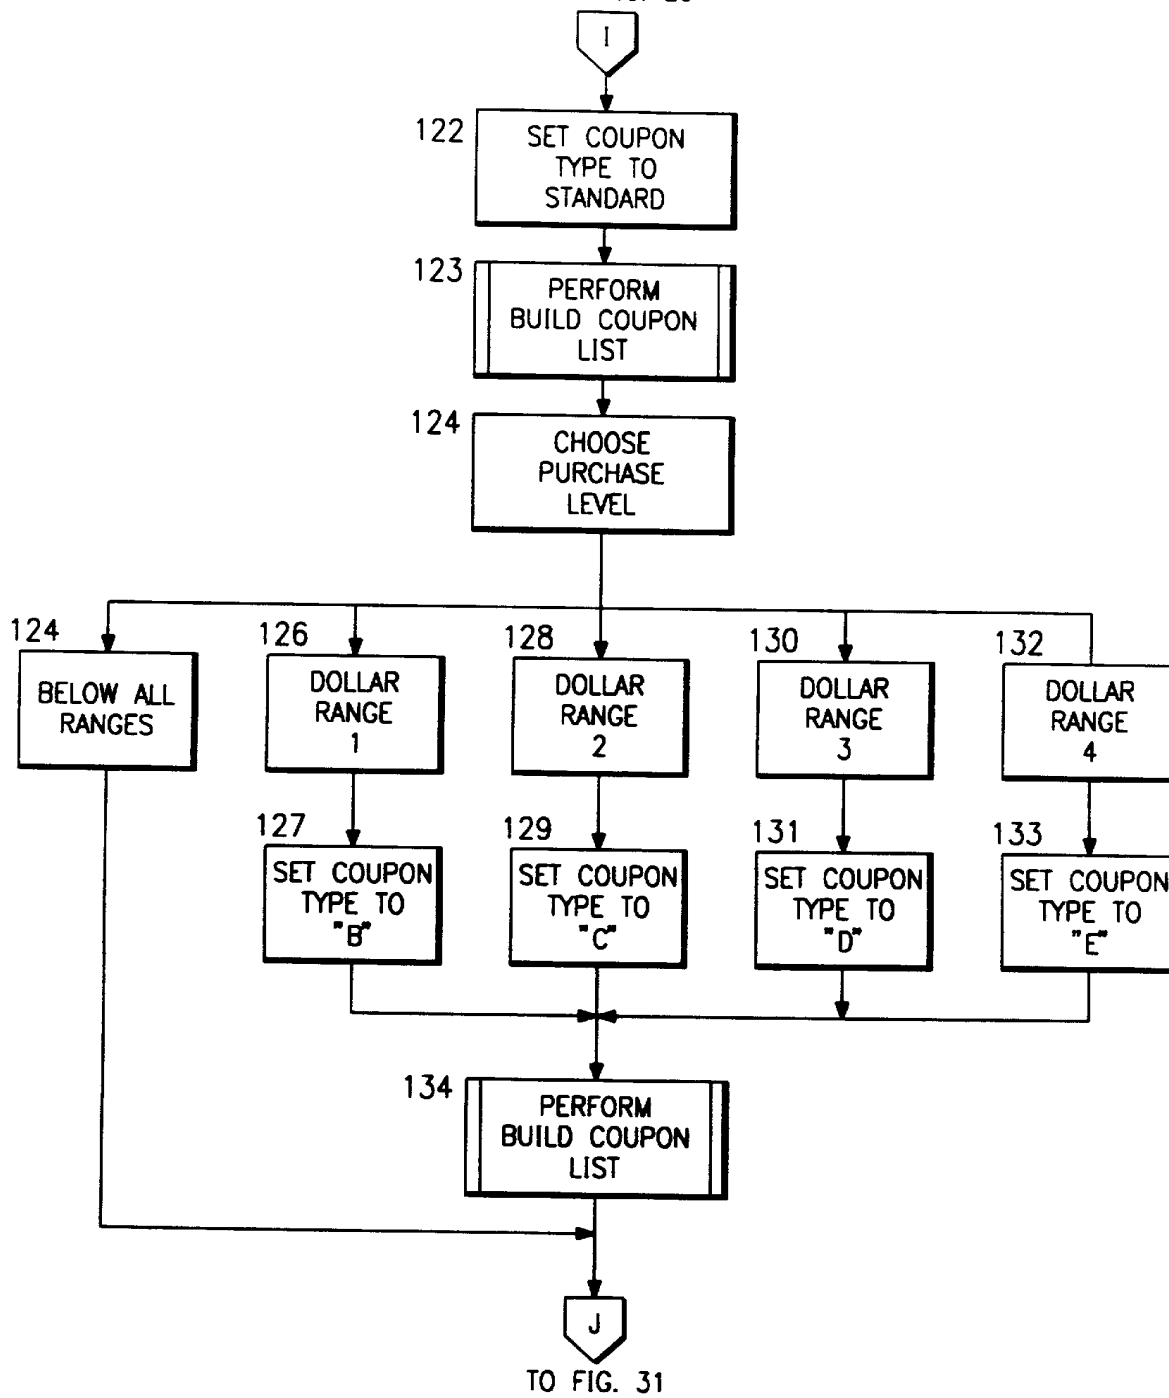 I
122
SET COUPON
TYPE TO
STANDARD
123
PERFORM
BUILD COUPON
LIST
124
CHOOSE
PURCHASE
LEVEL
124
BELOW ALL
RANGES
126
DOLLAR
RANGE
1
128
DOLLAR
RANGE
2
130
DOLLAR
RANGE
3
132
DOLLAR
RANGE
4
127
SET COUPON
TYPE TO
"B"
129
SET COUPON
TYPE TO
"C"
131
SET COUPON
TYPE TO
"D"
133
SET COUPON
TYPE TO
"E"
134
PERFORM
BUILD COUPON
LIST
J
TO FIG. 31